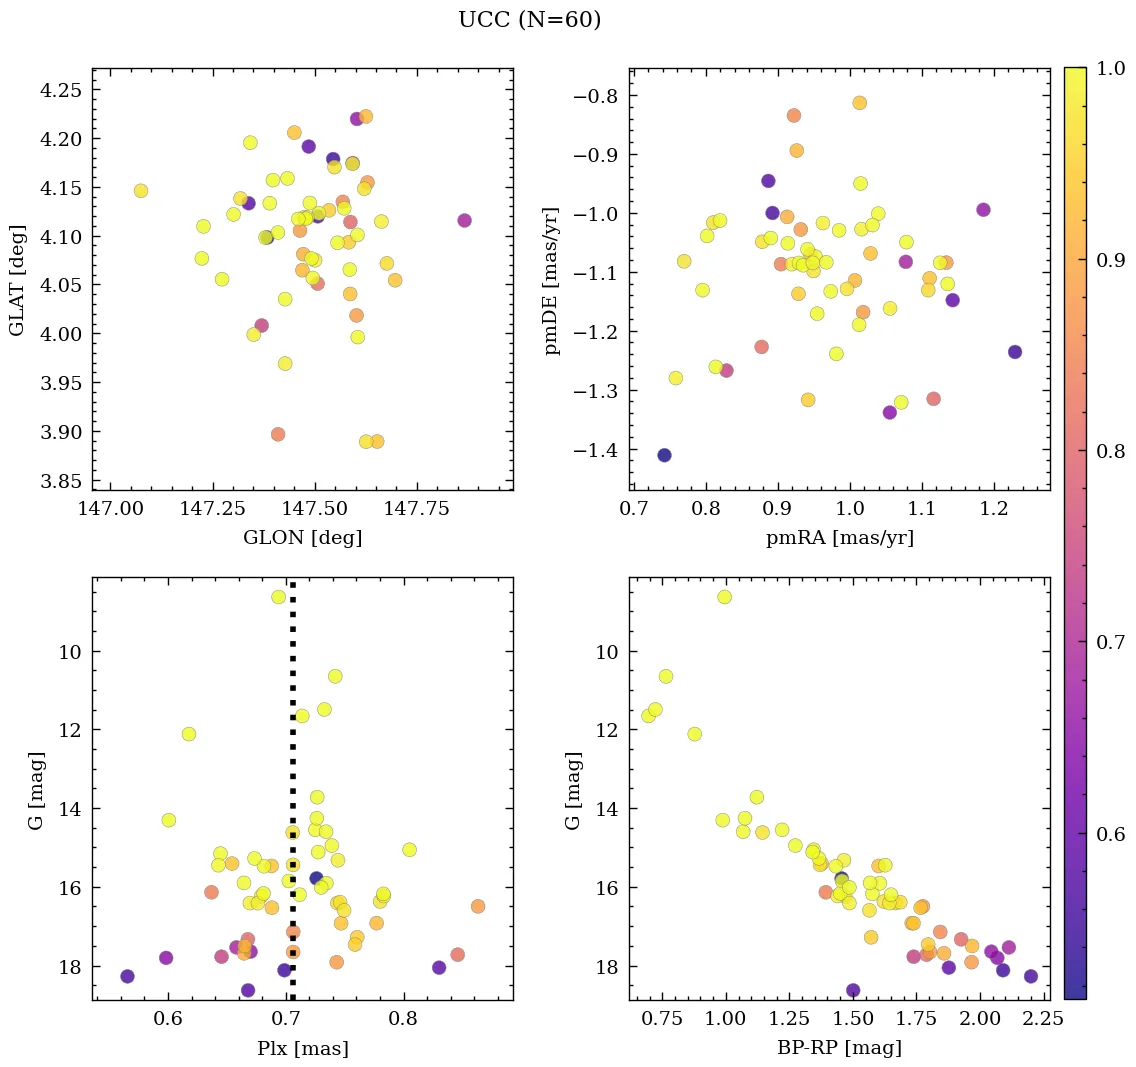 UCC (N=60)
4.25
4.20
4.15
4.10
4.05
4.00
3.95
3.90
3.85
GLAT [deg]
147.00 147.25 147.50 147.75
GLON [deg]
−0.8
−0.9
−1.0
−1.1
−1.2
−1.3
−1.4
pmDE [mas/yr]
0.7 0.8 0.9 1.0 1.1 1.2
pmRA [mas/yr]
1.0
0.9
0.8
0.7
0.6
10
12
14
16
18
G [mag]
0.6 0.7 0.8
Plx [mas]
10
12
14
16
18
G [mag]
0.75 1.00 1.25 1.50 1.75 2.00 2.25
BP-RP [mag]